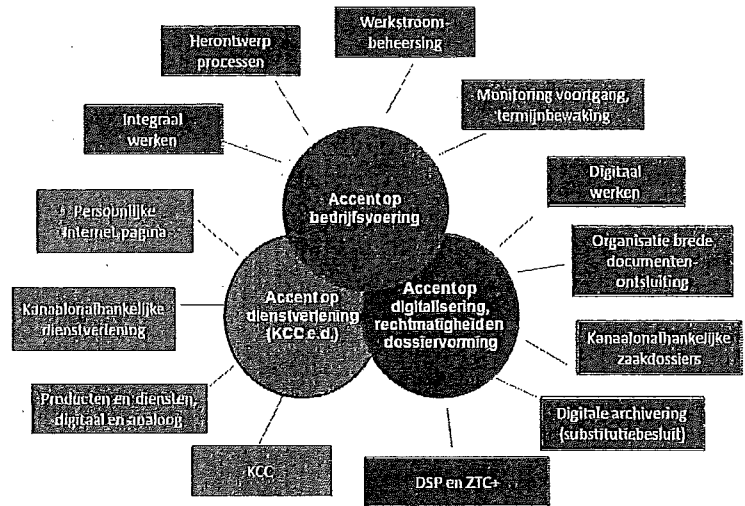 Werkstroom-
beheersing
Herontwerp
processen
Monitoring voortgang,
termijnbewaking
Integraal
werken
Digitaal
werken
Accent op
bedrijfsvoering
Persoonlijke
Internet pagina
Organisatie brede
documenten-
ontsluiting
Accent op
dienstverlening
(KCC e.d.)
Accent op
digitalisering,
rechtmatigheid en
dossiervorming
Kanaalonafhankelijke
dienstverlening
Kanaalonafhankelijke
zaakdossiers
Producten en diensten,
digitaal en analoog
Digitale archivering
(substitutiebesluit)
KCC
DSP en ZTC+